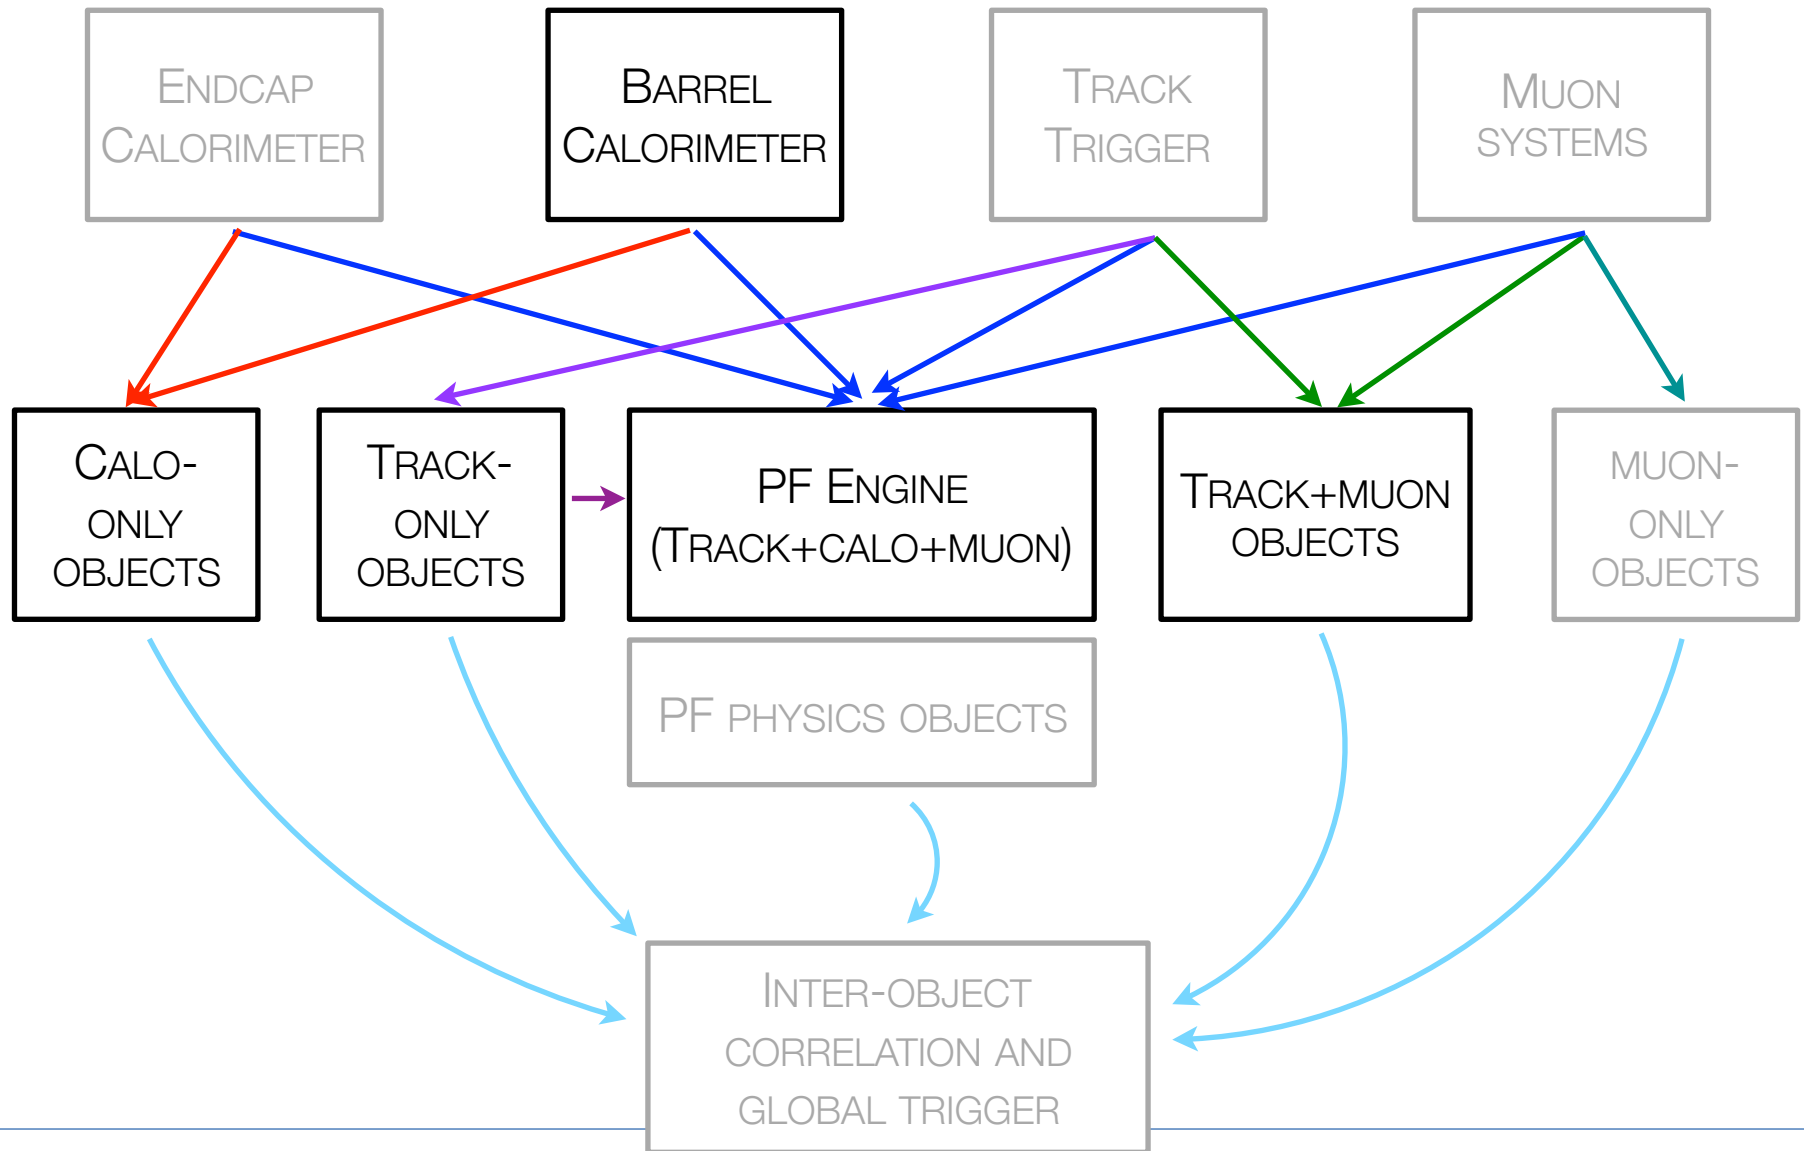 ENDCAP
CALORIMETER
BARREL
CALORIMETER
TRACK
TRIGGER
MUON
SYSTEMS
CALO-
ONLY
OBJECTS
TRACK-
ONLY
OBJECTS
PF ENGINE
(TRACK+CALO+MUON)
TRACK+MUON
OBJECTS
MUON-
ONLY
OBJECTS
PF PHYSICS OBJECTS
INTER-OBJECT
CORRELATION AND
GLOBAL TRIGGER